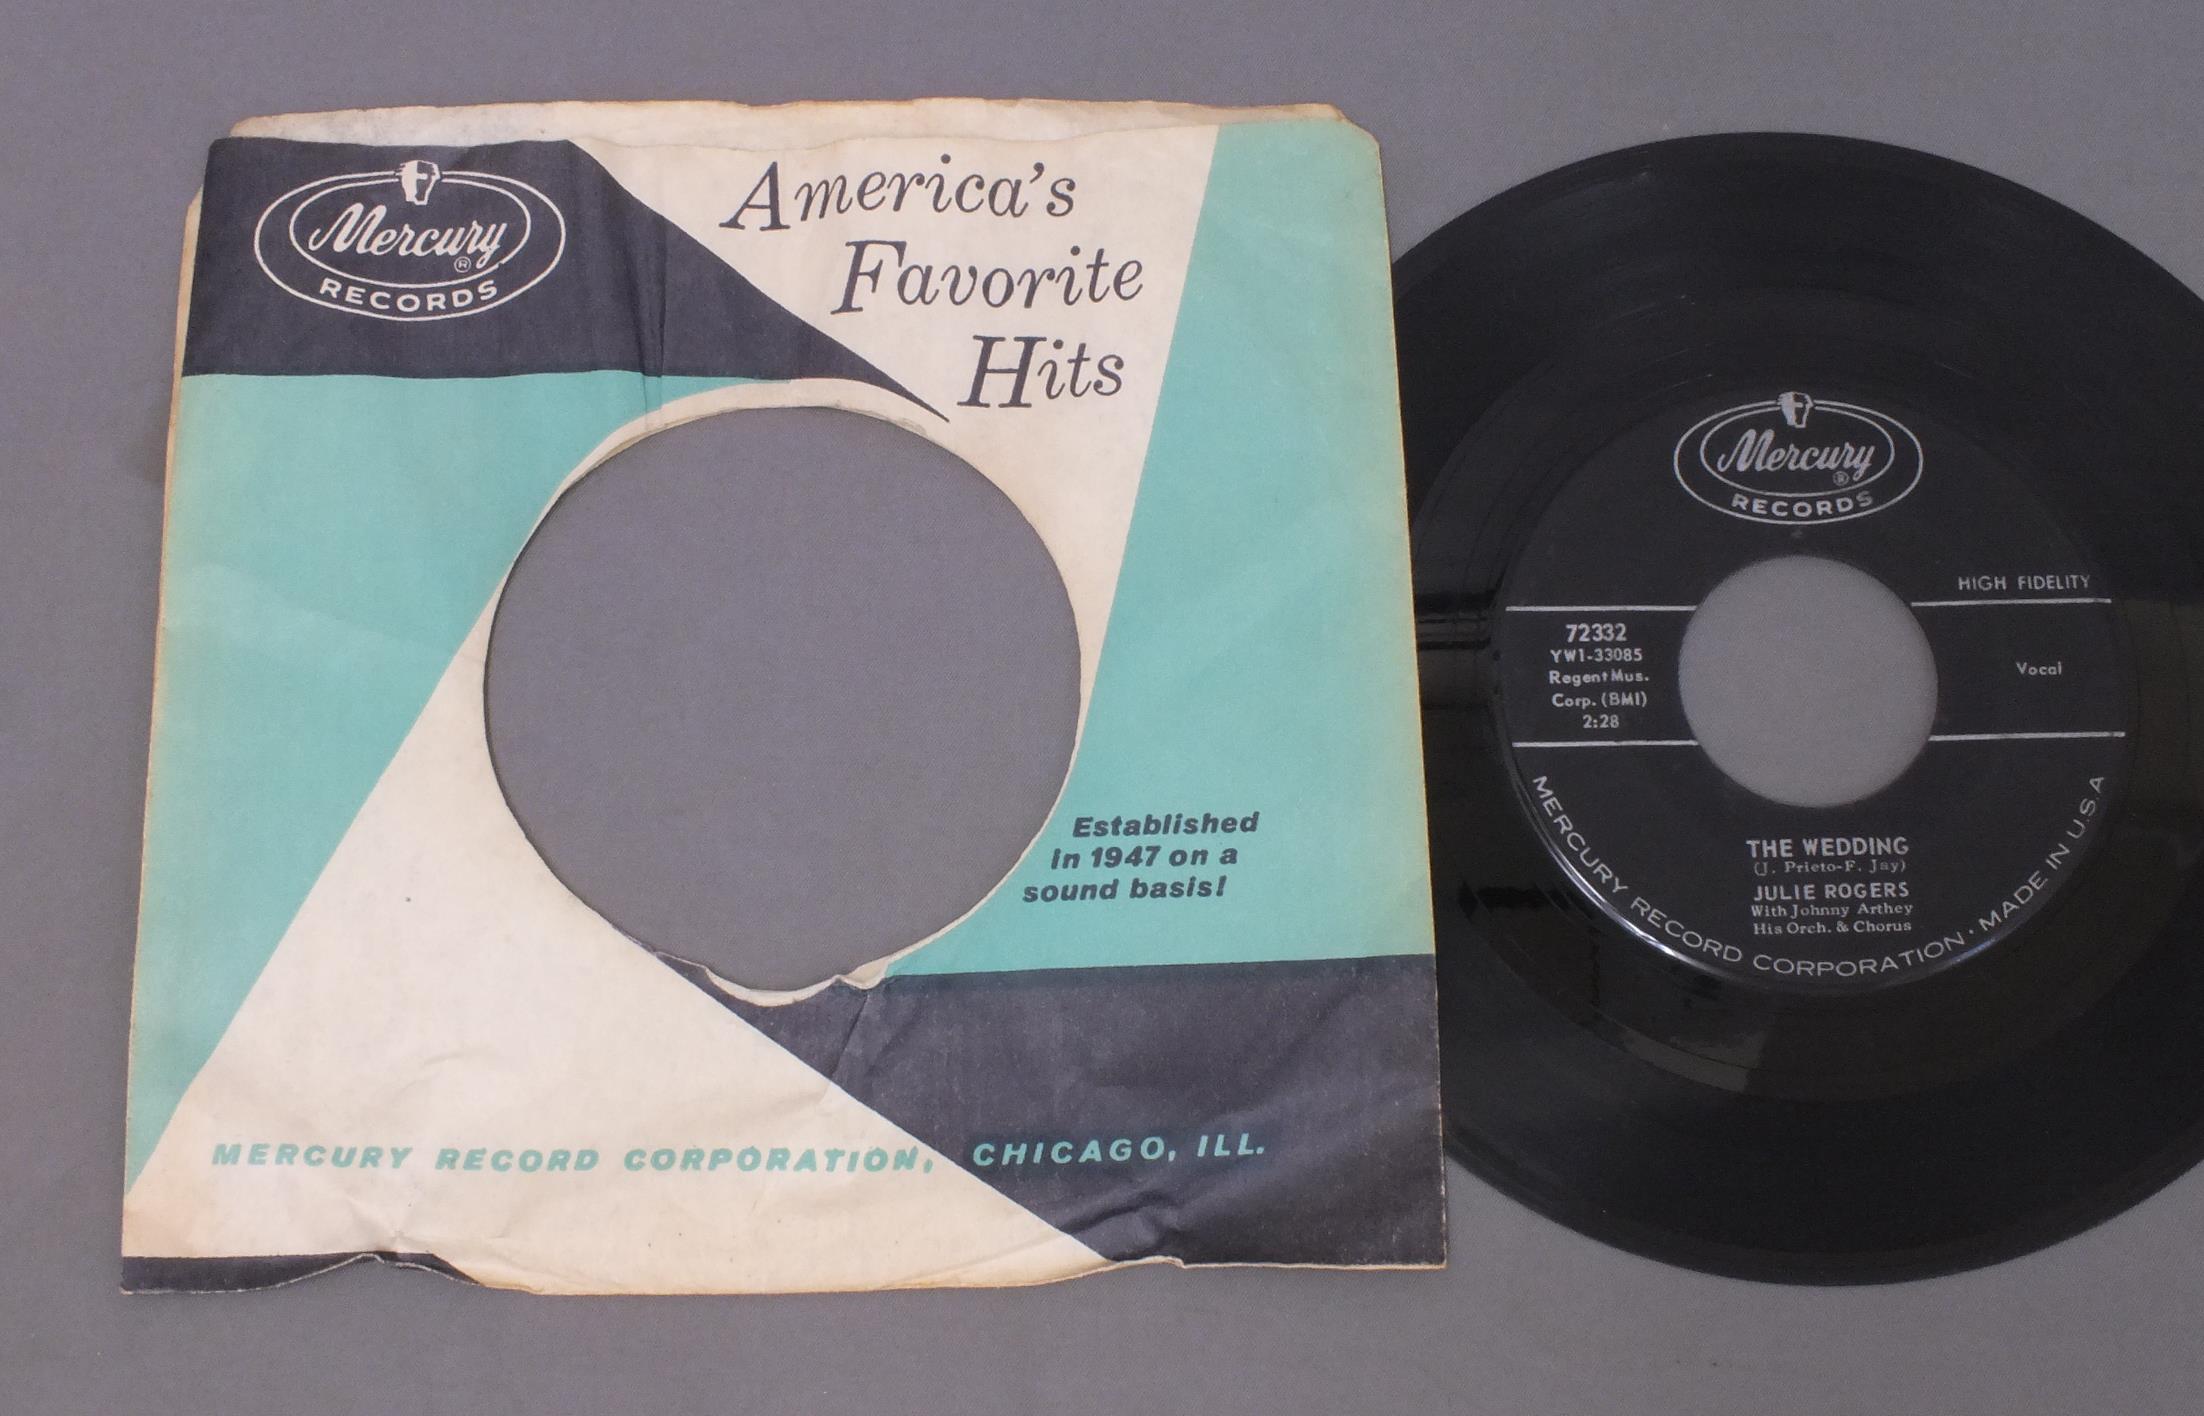 Mercury ®
RECORDS
America's
Favorite
Hits
Established
in 1947 on a
sound basis!
MERCURY RECORD CORPORATION, CHICAGO, ILL.
Mercury ®
RECORDS
HIGH FIDELITY
72332
YW1-33085
Regent Mus.
Corp. (BMI)
2:28
Vocal
THE WEDDING
(J. Prieto-F. Jay)
JULIE ROGERS
With Johnny Arthey
His Orch. & Chorus
MERCURY RECORD CORPORATION · MADE IN U.S.A